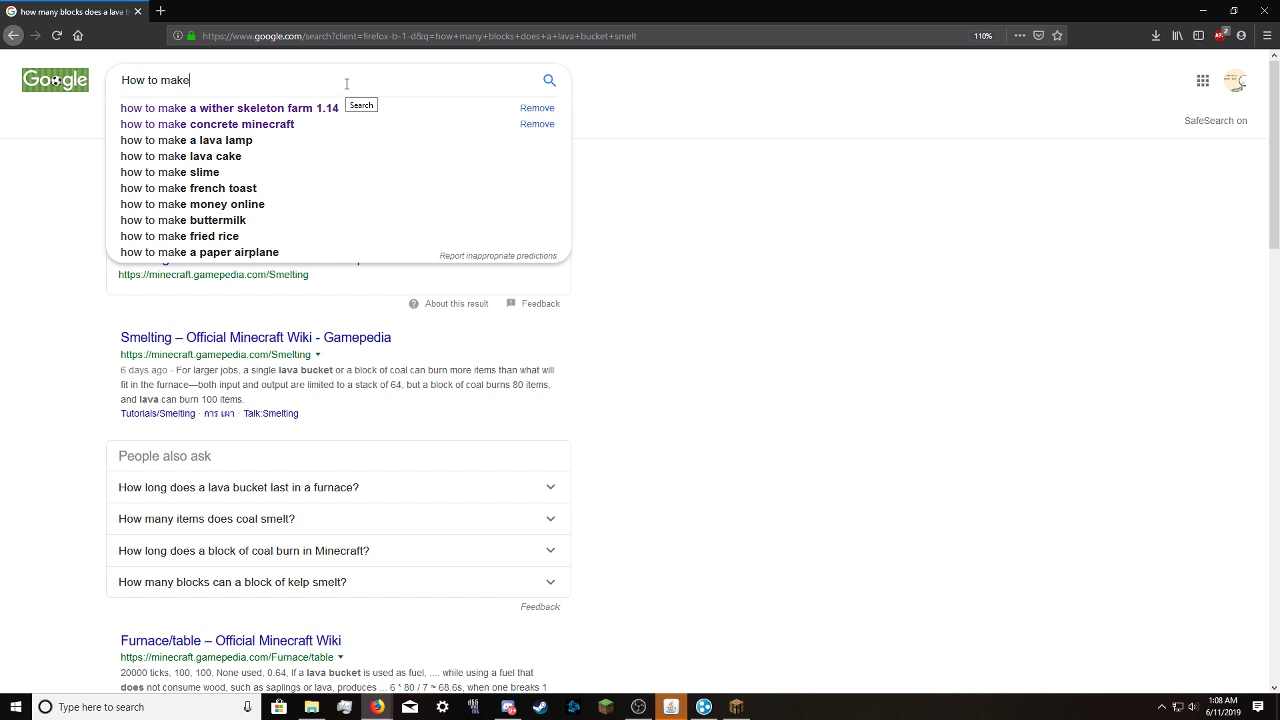 how many blocks does a lava b
https://www.google.com/search?client=firefox-b-1-d&q=how+many+blocks+does+a+lava+bucket+smelt
110%
2
Google
How to make
Search
how to make a wither skeleton farm 1.14
Remove
how to make concrete minecraft
Remove
how to make a lava lamp
how to make lava cake
how to make slime
how to make french toast
how to make money online
how to make buttermilk
how to make fried rice
how to make a paper airplane
Report inappropriate predictions
SafeSearch on
https://minecraft.gamepedia.com/Smelting
About this result
Feedback
Smelting – Official Minecraft Wiki - Gamepedia
https://minecraft.gamepedia.com/Smelting
6 days ago - For larger jobs, a single lava bucket or a block of coal can burn more items than what will
fit in the furnace—both input and output are limited to a stack of 64, but a block of coal burns 80 items,
and lava can burn 100 items.
Tutorials/Smelting · การ เผา · Talk:Smelting
People also ask
How long does a lava bucket last in a furnace?
How many items does coal smelt?
How long does a block of coal burn in Minecraft?
How many blocks can a block of kelp smelt?
Feedback
Furnace/table – Official Minecraft Wiki
https://minecraft.gamepedia.com/Furnace/table
20000 ticks, 100, 100, None used, 0.64, If a lava bucket is used as fuel, .... while using a fuel that
does not consume wood, such as saplings or lava, produces ... 6 * 80 / 7 ~ 68.6s, when one breaks 1
Type here to search
1:08 AM
6/11/2019